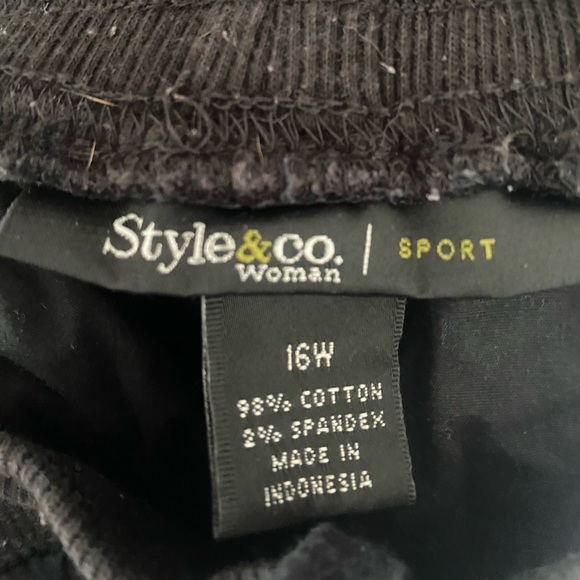 Style&co. | SPORT
Woman
16W
98% COTTON
2% SPANDEX
MADE IN
INDONESIA